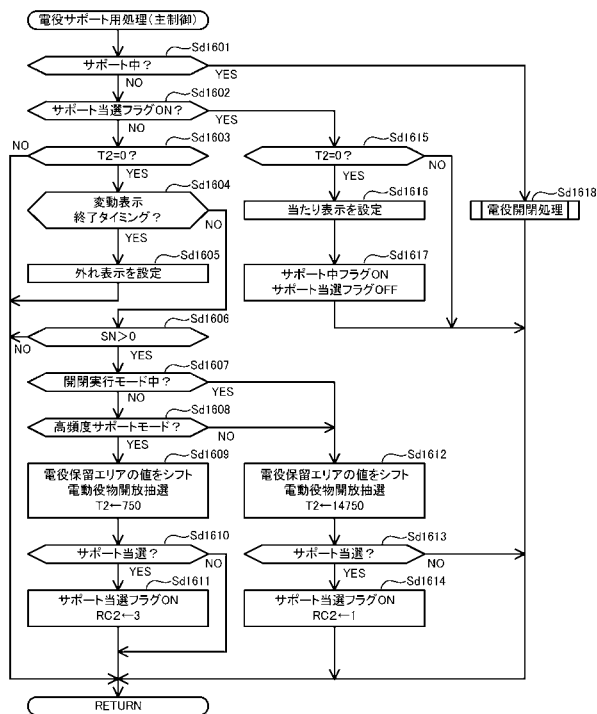 電役サポート用処理(主制御)
Sd1601
サポート中？
YES
NO
Sd1602
サポート当選フラグON？
YES
NO
Sd1603
T2=0？
NO
YES
Sd1604
変動表示
終了タイミング？
NO
YES
Sd1605
外れ表示を設定
Sd1606
SN＞0
NO
YES
Sd1607
開閉実行モード中？
YES
NO
Sd1608
高頻度サポートモード？
NO
YES
Sd1609
電役保留エリアの値をシフト
電動役物開放抽選
T2←750
Sd1610
サポート当選？
NO
YES
Sd1611
サポート当選フラグON
RC2←3
Sd1612
電役保留エリアの値をシフト
電動役物開放抽選
T2←14750
Sd1613
サポート当選？
NO
YES
Sd1614
サポート当選フラグON
RC2←1
Sd1615
T2=0？
NO
YES
Sd1616
当たり表示を設定
Sd1617
サポート中フラグON
サポート当選フラグOFF
Sd1618
電役開閉処理
RETURN